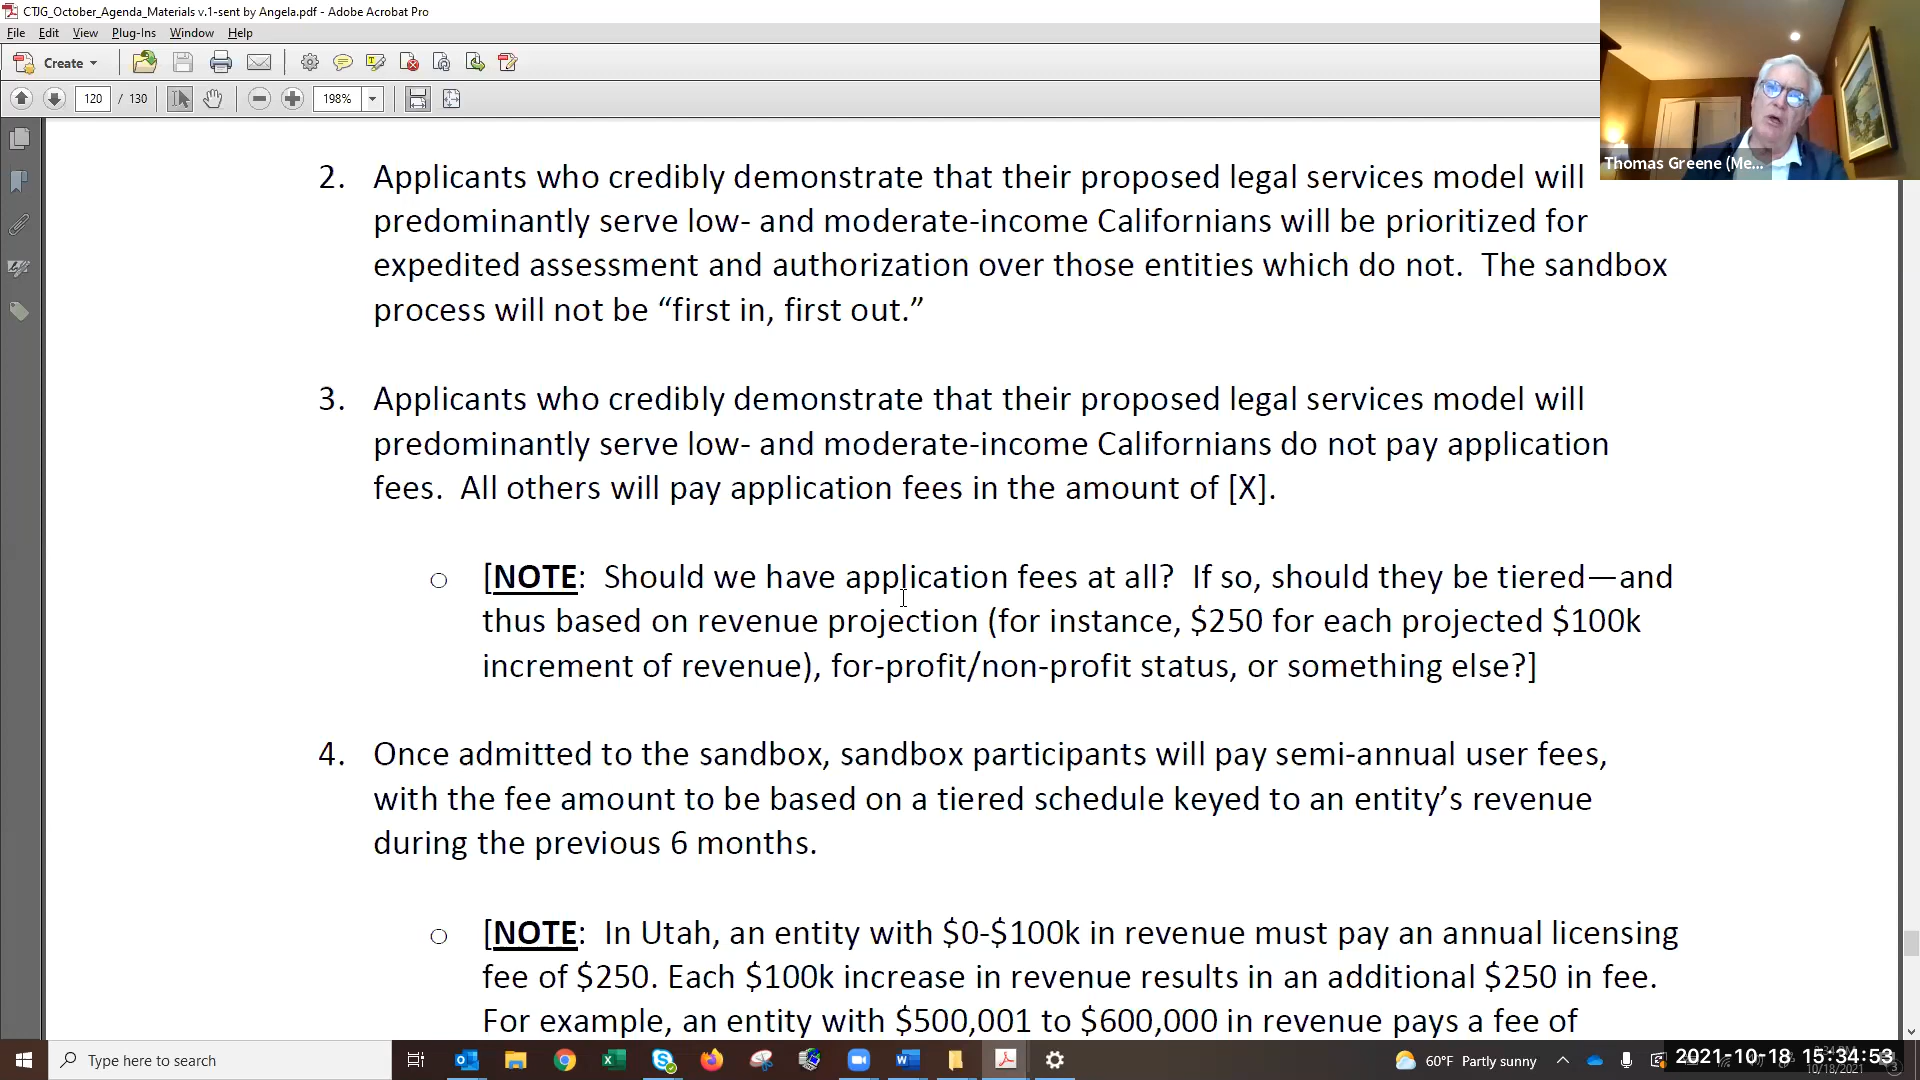 CTJG_October_Agenda_Materials v.1-sent by Angela.pdf - Adobe Acrobat Pro
File Edit View Plug-Ins Window Help
Create
120 / 130 198%
Thomas Greene (Me...
2. Applicants who credibly demonstrate that their proposed legal services model will
predominantly serve low- and moderate-income Californians will be prioritized for
expedited assessment and authorization over those entities which do not. The sandbox
process will not be “first in, first out.”
3. Applicants who credibly demonstrate that their proposed legal services model will
predominantly serve low- and moderate-income Californians do not pay application
fees. All others will pay application fees in the amount of [X].
○ [NOTE: Should we have application fees at all? If so, should they be tiered—and
thus based on revenue projection (for instance, $250 for each projected $100k
increment of revenue), for-profit/non-profit status, or something else?]
4. Once admitted to the sandbox, sandbox participants will pay semi-annual user fees,
with the fee amount to be based on a tiered schedule keyed to an entity’s revenue
during the previous 6 months.
○ [NOTE: In Utah, an entity with $0-$100k in revenue must pay an annual licensing
fee of $250. Each $100k increase in revenue results in an additional $250 in fee.
For example, an entity with $500,001 to $600,000 in revenue pays a fee of
Type here to search
60°F Partly sunny
2021-10-18 15:34:53
10/18/2021